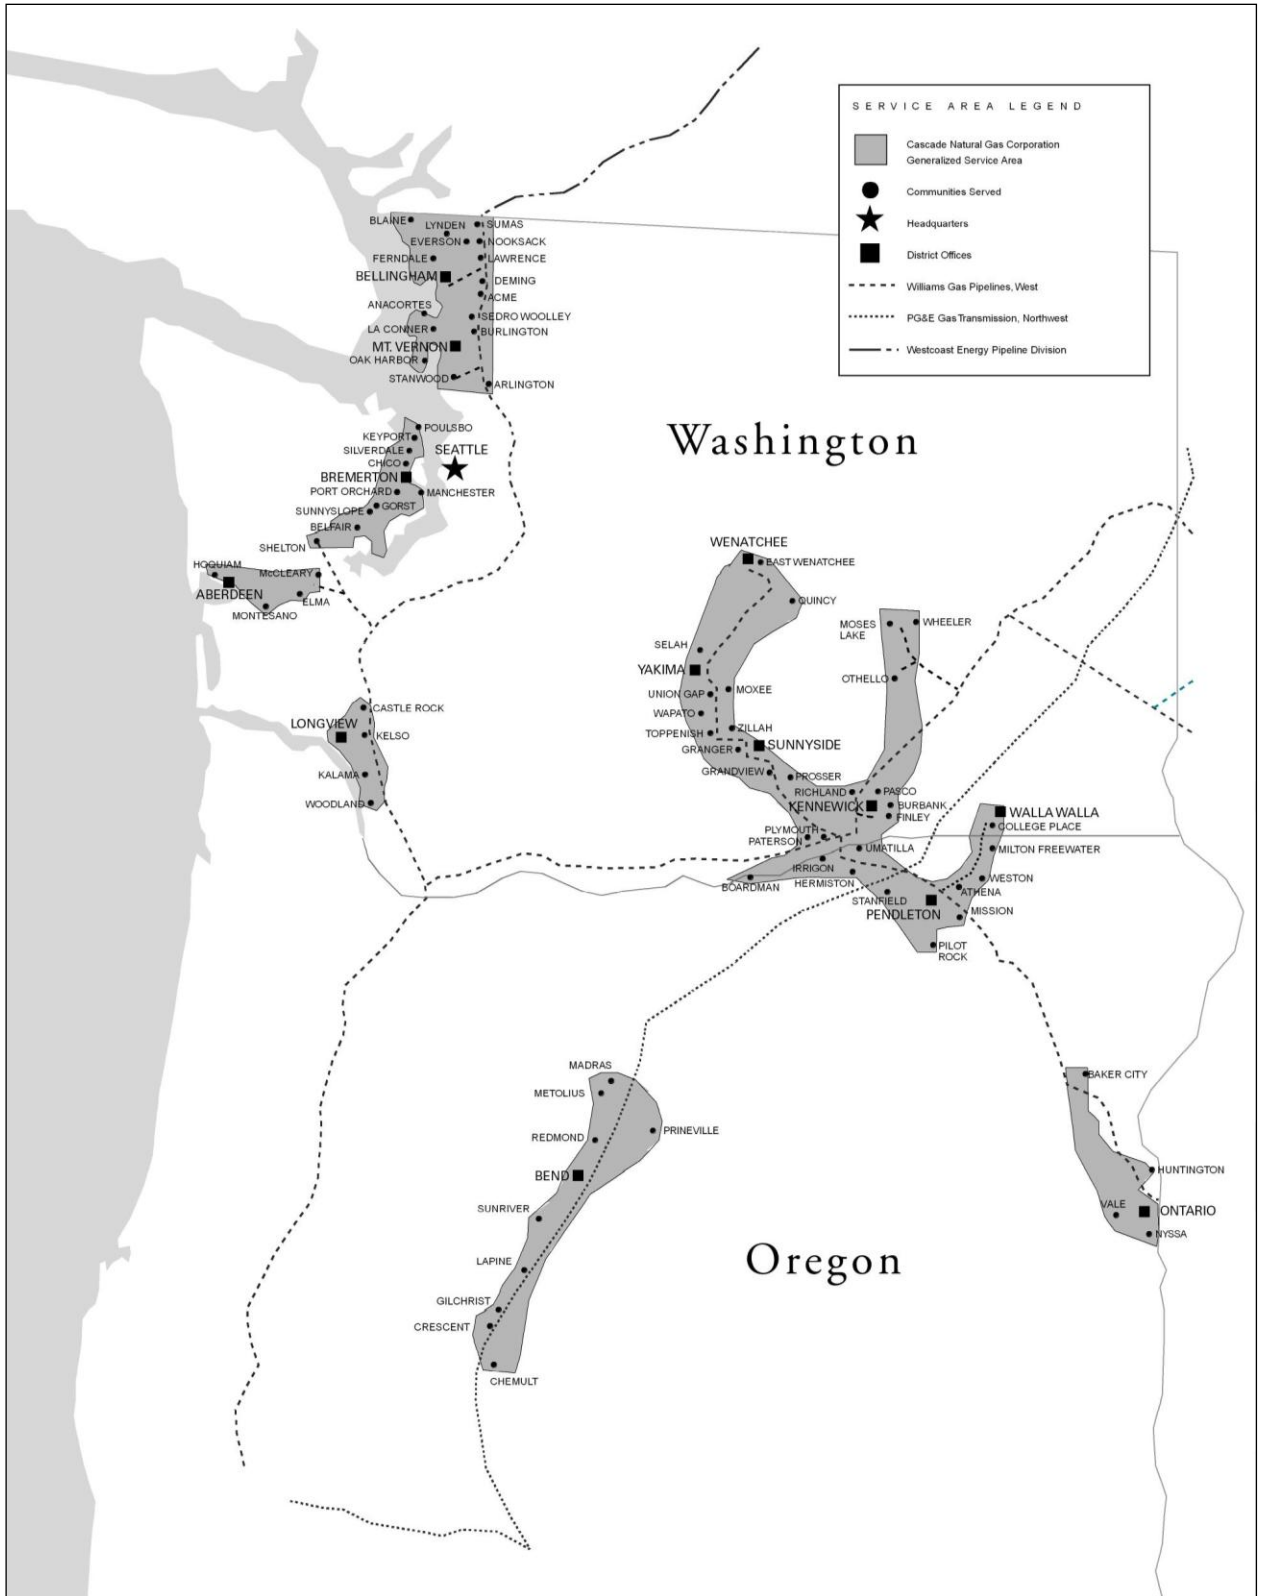 SERVICE AREA LEGEND
Cascade Natural Gas Corporation
Generalized Service Area
Communities Served
Headquarters
District Offices
Williams Gas Pipelines, West
PG&E Gas Transmission, Northwest
Westcoast Energy Pipeline Division
BLAINE
LYNDEN
SUMAS
EVERSON
NOOKSACK
FERNDALE
LAWRENCE
BELLINGHAM
DEMING
ACME
ANACORTES
SEDRO WOOLLEY
LA CONNER
BURLINGTON
MT. VERNON
OAK HARBOR
STANWOOD
ARLINGTON
POULSBO
KEYPORT
SILVERDALE
SEATTLE
CHICO
BREMERTON
PORT ORCHARD
MANCHESTER
GORST
SUNNYSLOPE
BELFAIR
SHELTON
Washington
HOQUIAM
McCLEARY
ABERDEEN
ELMA
MONTESANO
WENATCHEE
EAST WENATCHEE
QUINCY
MOSES
LAKE
WHEELER
SELAH
YAKIMA
OTHELLO
UNION GAP
MOXEE
WAPATO
ZILLAH
TOPPENISH
SUNNYSIDE
GRANGER
GRANDVIEW
PROSSER
CASTLE ROCK
LONGVIEW
KELSO
KALAMA
WOODLAND
RICHLAND
PASCO
KENNEWICK
BURBANK
FINLEY
WALLA WALLA
COLLEGE PLACE
PLYMOUTH
PATERSON
UMATILLA
MILTON FREEWATER
IRRIGON
HERMISTON
BOARDMAN
WESTON
ATHENA
STANFIELD
PENDLETON
MISSION
PILOT
ROCK
MADRAS
METOLIUS
REDMOND
PRINEVILLE
BEND
SUNRIVER
LAPINE
GILCHRIST
CRESCENT
CHEMULT
BAKER CITY
HUNTINGTON
VALE
ONTARIO
NYSSA
Oregon